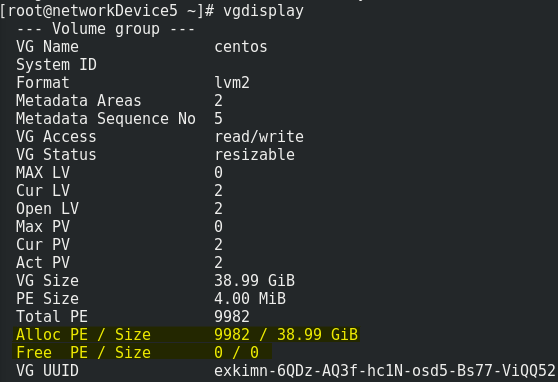 [root@networkDevice5 ~]# vgdisplay
--- Volume group ---
VG Name centos
System ID
Format lvm2
Metadata Areas 2
Metadata Sequence No 5
VG Access read/write
VG Status resizable
MAX LV 0
Cur LV 2
Open LV 2
Max PV 0
Cur PV 2
Act PV 2
VG Size 38.99 GiB
PE Size 4.00 MiB
Total PE 9982
Alloc PE / Size 9982 / 38.99 GiB
Free PE / Size 0 / 0
VG UUID exkimn-6QDz-AQ3f-hc1N-osd5-Bs77-ViQQ52